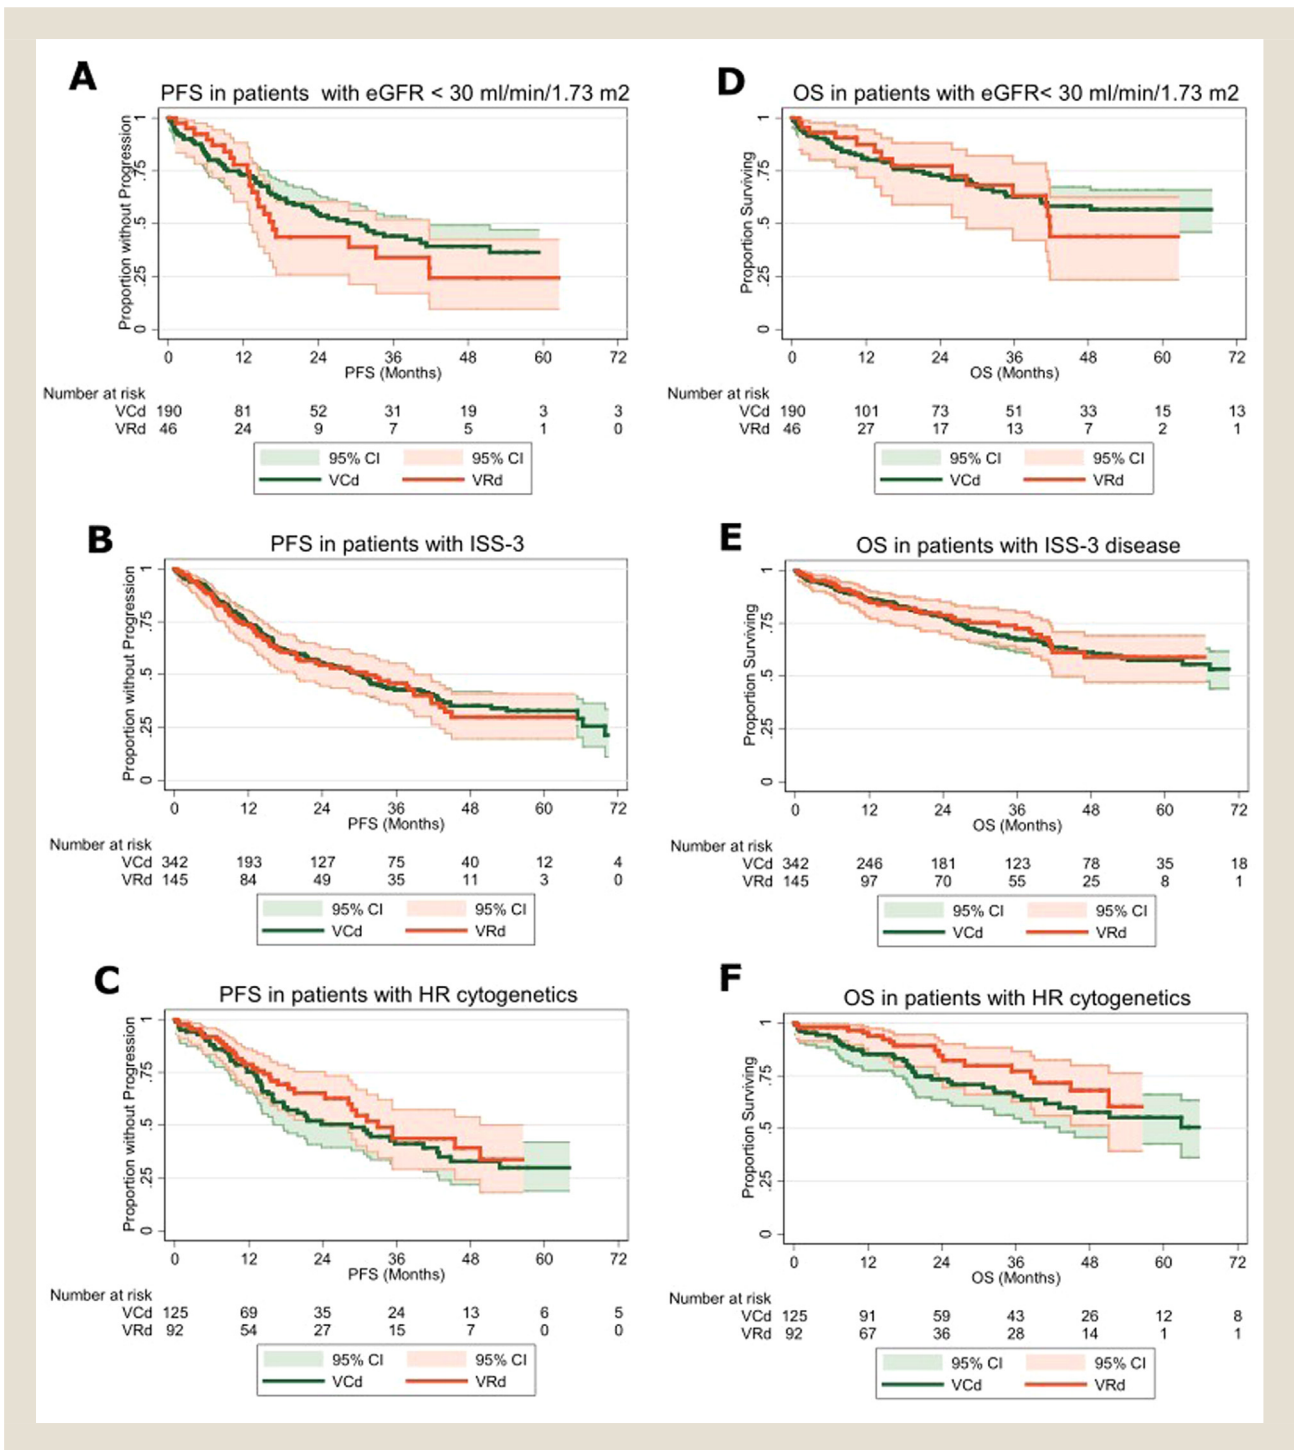 A
PFS in patients with eGFR < 30 ml/min/1.73 m2
Proportion without Progression
1
.75
.5
.25
0
0 12 24 36 48 60 72
PFS (Months)
Number at risk
VCd 190 81 52 31 19 3 3
VRd 46 24 9 7 5 1 0
95% CI 95% CI
VCd VRd
B
PFS in patients with ISS-3
Proportion without Progression
1
.75
.5
.25
0
0 12 24 36 48 60 72
PFS (Months)
Number at risk
VCd 342 193 127 75 40 12 4
VRd 145 84 49 35 11 3 0
95% CI 95% CI
VCd VRd
C
PFS in patients with HR cytogenetics
Proportion without Progression
1
.75
.5
.25
0
0 12 24 36 48 60 72
PFS (Months)
Number at risk
VCd 125 69 35 24 13 6 5
VRd 92 54 27 15 7 0 0
95% CI 95% CI
VCd VRd
D
OS in patients with eGFR< 30 ml/min/1.73 m2
Proportion Surviving
1
.75
.5
.25
0
0 12 24 36 48 60 72
OS (Months)
Number at risk
VCd 190 101 73 51 33 15 13
VRd 46 27 17 13 7 2 1
95% CI 95% CI
VCd VRd
E
OS in patients with ISS-3 disease
Proportion Surviving
1
.75
.5
.25
0
0 12 24 36 48 60 72
OS (Months)
Number at risk
VCd 342 246 181 123 78 35 18
VRd 145 97 70 55 25 8 1
95% CI 95% CI
VCd VRd
F
OS in patients with HR cytogenetics
Proportion Surviving
1
.75
.5
.25
0
0 12 24 36 48 60 72
OS (Months)
Number at risk
VCd 125 91 59 43 26 12 8
VRd 92 67 36 28 14 1 1
95% CI 95% CI
VCd VRd